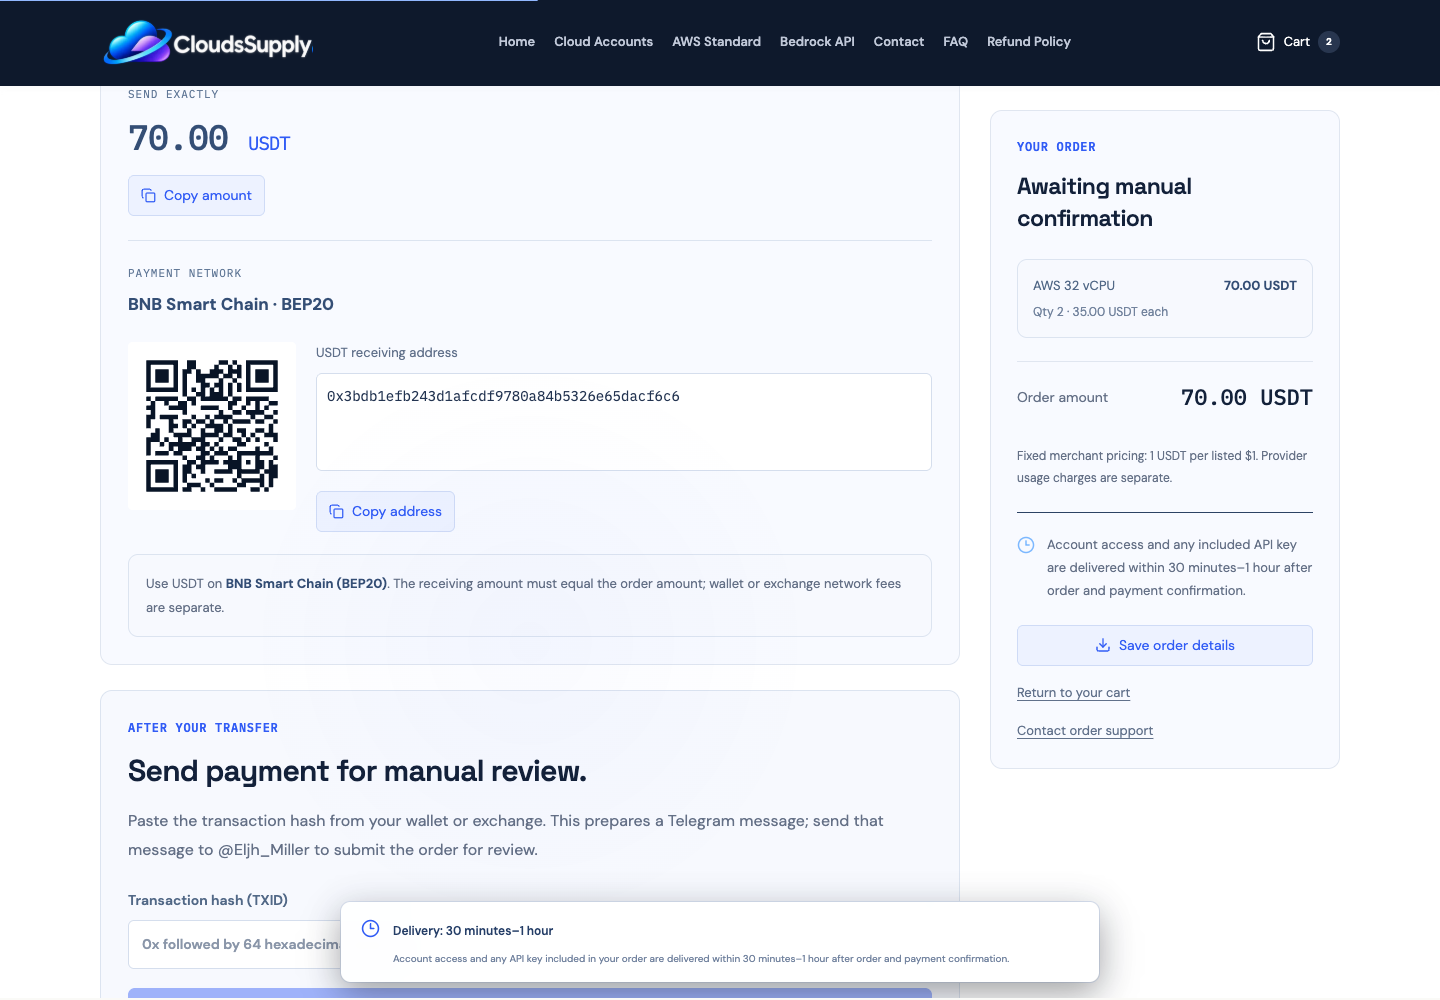 CloudsSupply
Home
Cloud Accounts
AWS Standard
Bedrock API
Contact
FAQ
Refund Policy
Cart
2
SEND EXACTLY
70.00 USDT
Copy amount
PAYMENT NETWORK
BNB Smart Chain · BEP20
USDT receiving address
0x3bdb1efb243d1afcdf9780a84b5326e65dacf6c6
Copy address
Use USDT on BNB Smart Chain (BEP20). The receiving amount must equal the order amount; wallet or exchange network fees
are separate.
AFTER YOUR TRANSFER
Send payment for manual review.
Paste the transaction hash from your wallet or exchange. This prepares a Telegram message; send that
message to @Eljh_Miller to submit the order for review.
Transaction hash (TXID)
0x followed by 64
YOUR ORDER
Awaiting manual
confirmation
AWS 32 vCPU
70.00 USDT
Qty 2 · 35.00 USDT each
Order amount
70.00 USDT
Fixed merchant pricing: 1 USDT per listed $1. Provider
usage charges are separate.
Account access and any included API key
are delivered within 30 minutes–1 hour after
order and payment confirmation.
Save order details
Return to your cart
Contact order support
Delivery: 30 minutes–1 hour
Account access and any API key included in your order are delivered within 30 minutes–1 hour after order and payment confirmation.